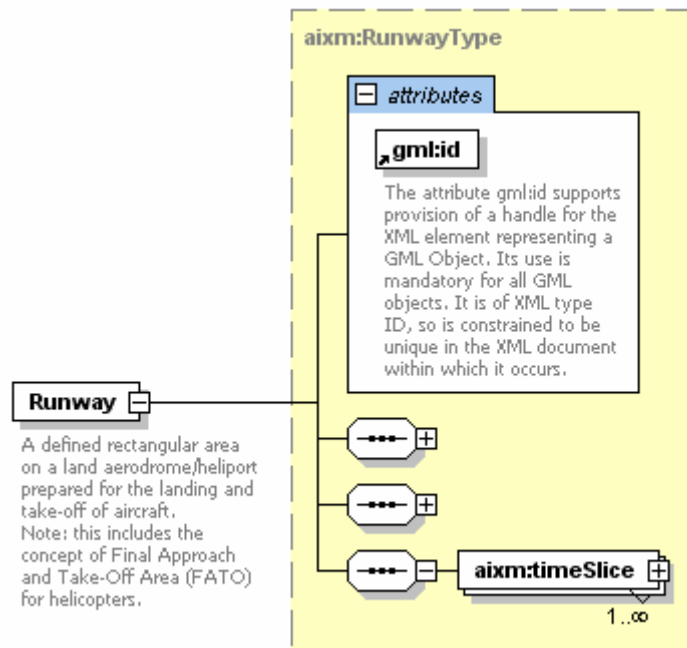 aixm:RunwayType
attributes
gml:id
The attribute gml:id supports
provision of a handle for the
XML element representing a
GML Object. Its use is
mandatory for all GML
objects. It is of XML type
ID, so is constrained to be
unique in the XML document
within which it occurs.
Runway
A defined rectangular area
on a land aerodrome/heliport
prepared for the landing and
take-off of aircraft.
Note: this includes the
concept of Final Approach
and Take-Off Area (FATO)
for helicopters.
aixm:timeSlice
1..∞